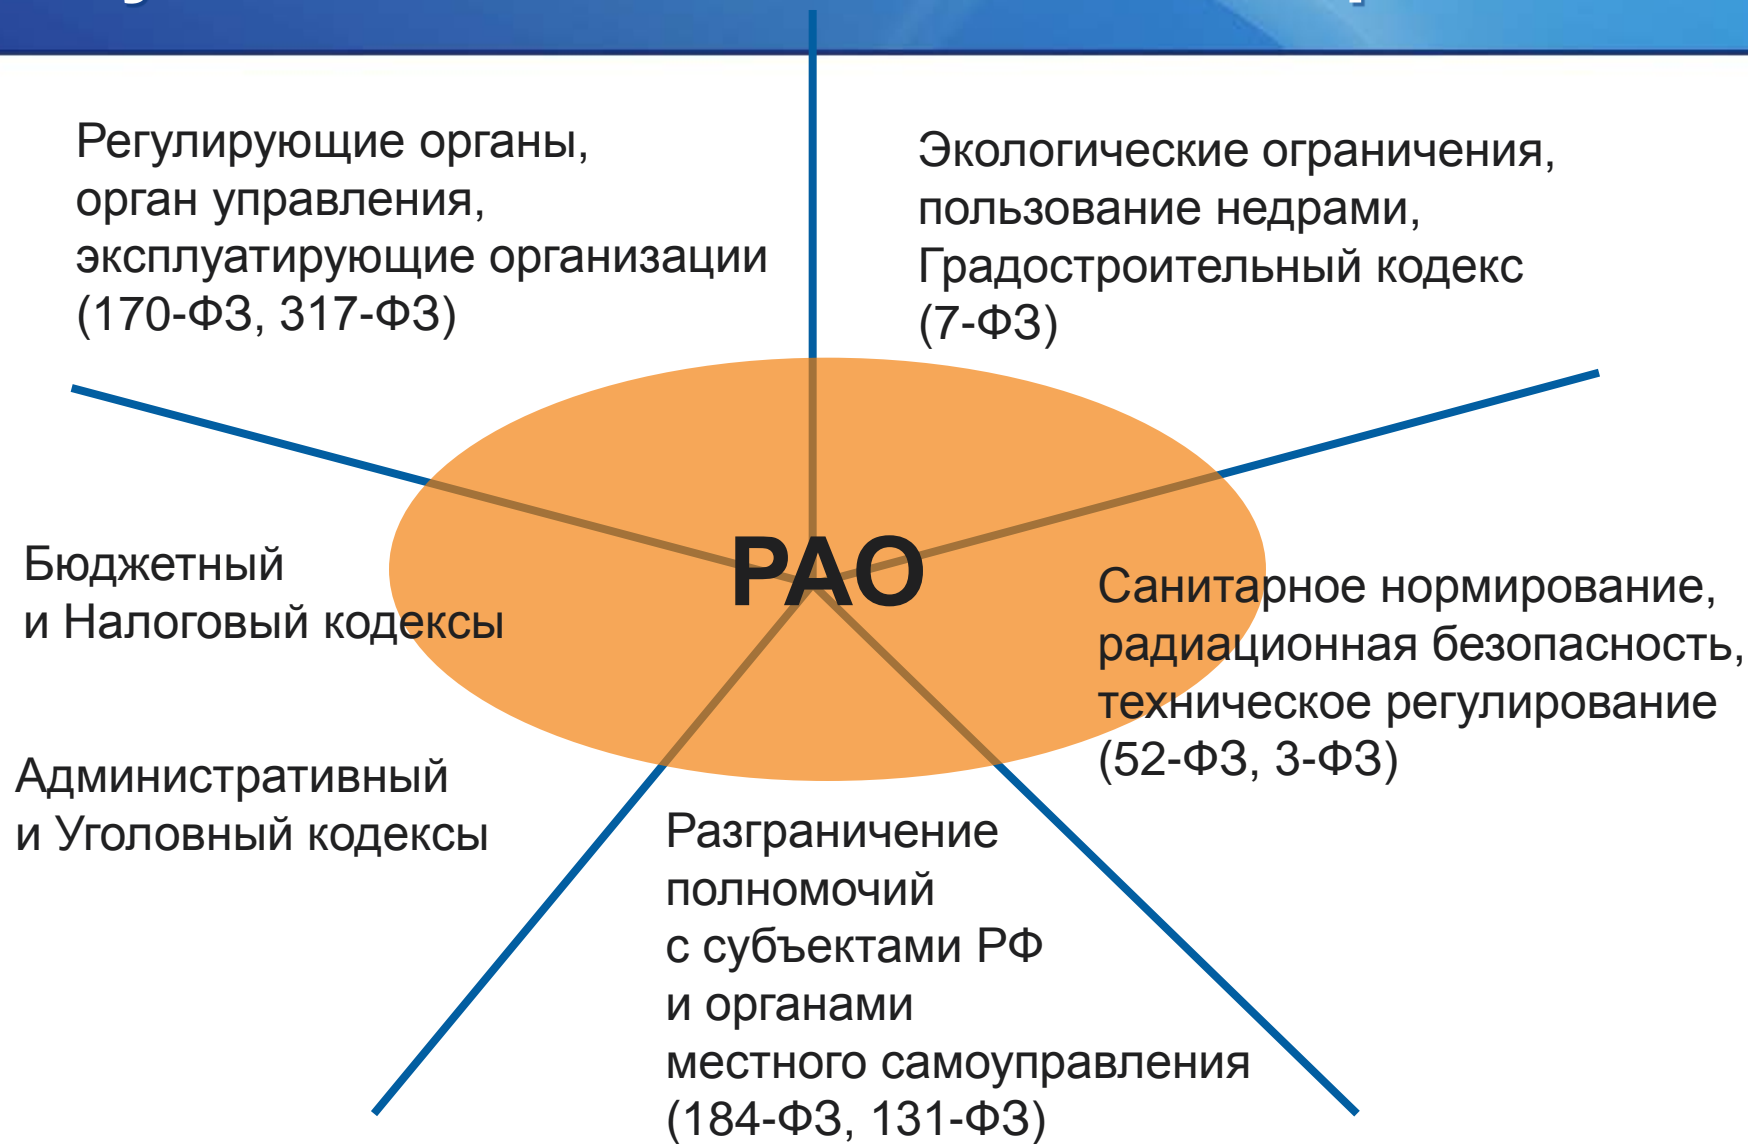 Регулирующие органы,
орган управления,
эксплуатирующие организации
(170-ФЗ, 317-ФЗ)
Экологические ограничения,
пользование недрами,
Градостроительный кодекс
(7-ФЗ)
РАО
Бюджетный
и Налоговый кодексы
Санитарное нормирование,
радиационная безопасность,
техническое регулирование
(52-ФЗ, 3-ФЗ)
Административный
и Уголовный кодексы
Разграничение
полномочий
с субъектами РФ
и органами
местного самоуправления
(184-ФЗ, 131-ФЗ)